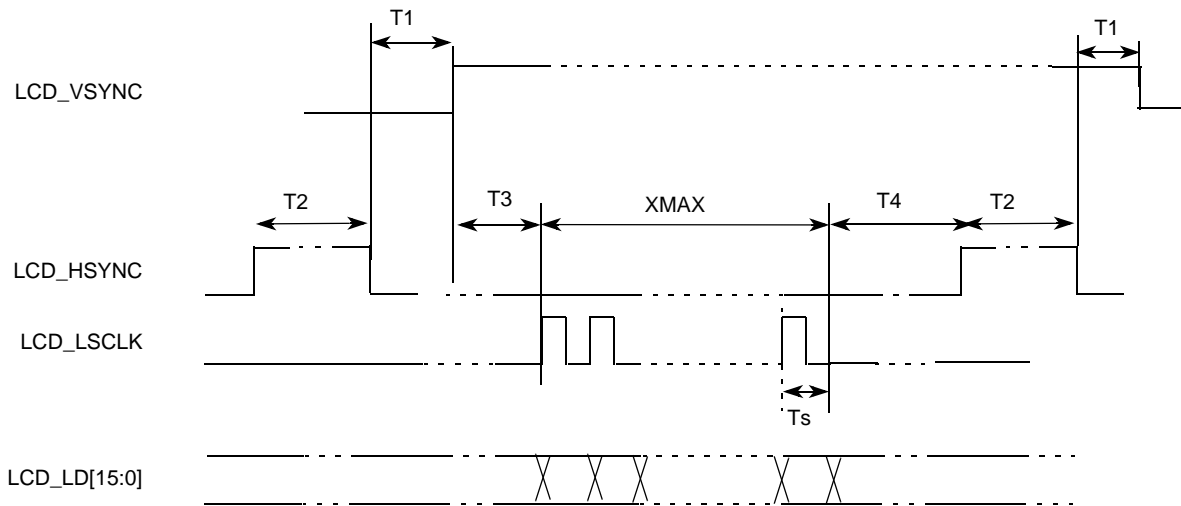 T1
T1
LCD_VSYNC
T2
T3
XMAX
T4
T2
LCD_HSYNC
LCD_LSCLK
Ts
LCD_LD[15:0]